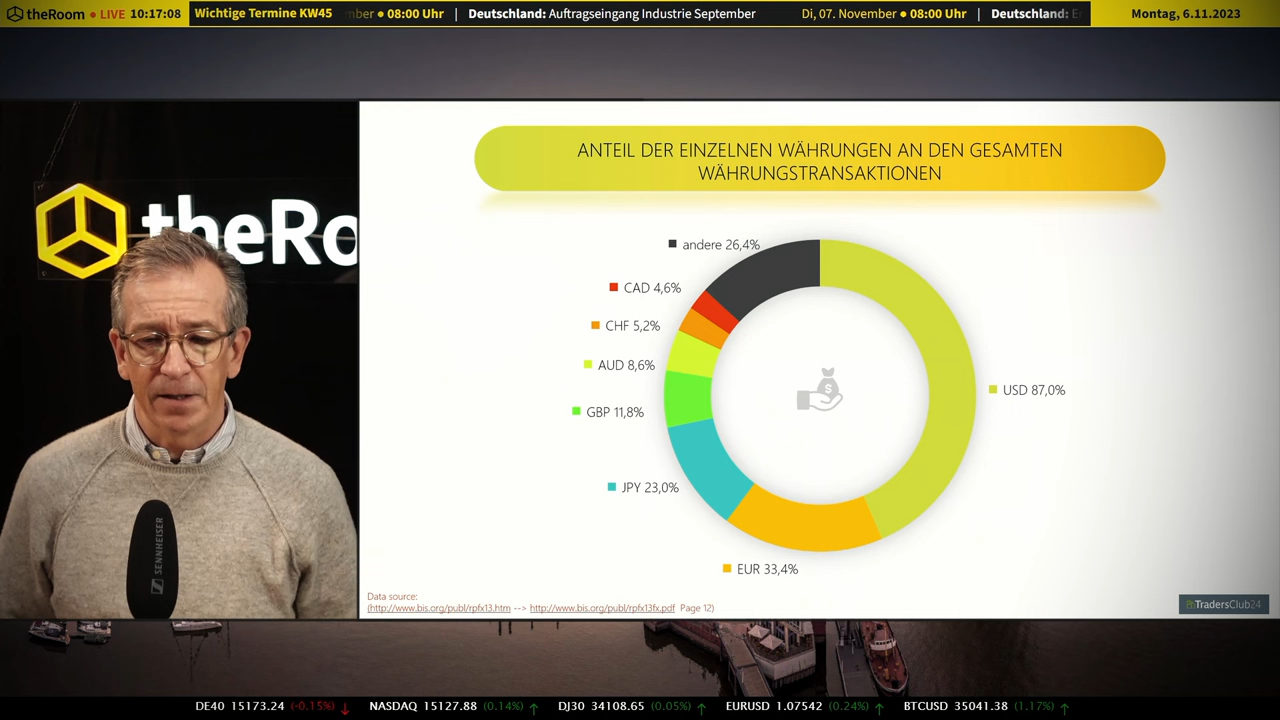 theRoom • LIVE 10:17:08
Wichtige Termine KW45
08:00 Uhr | Deutschland: Auftragseingang Industrie September
Di, 07. November • 08:00 Uhr | Deutschland:
Montag, 6.11.2023
theRo
ANTEIL DER EINZELNEN WÄHRUNGEN AN DEN GESAMTEN
WÄHRUNGSTRANSAKTIONEN
andere 26,4%
CAD 4,6%
CHF 5,2%
AUD 8,6%
USD 87,0%
GBP 11,8%
JPY 23,0%
EUR 33,4%
S
SENNHEISER
Data source:
(http://www.bis.org/publ/rpfx13.htm --> http://www.bis.org/publ/rpfx13fx.pdf Page 12)
TradersClub24
DE40 15173.24 (-0.15%) ↓ NASDAQ 15127.88 (0.14%) ↑ DJ30 34108.65 (0.05%) ↑ EURUSD 1.07542 (0.24%) ↑ BTCUSD 35041.38 (1.17%) ↑